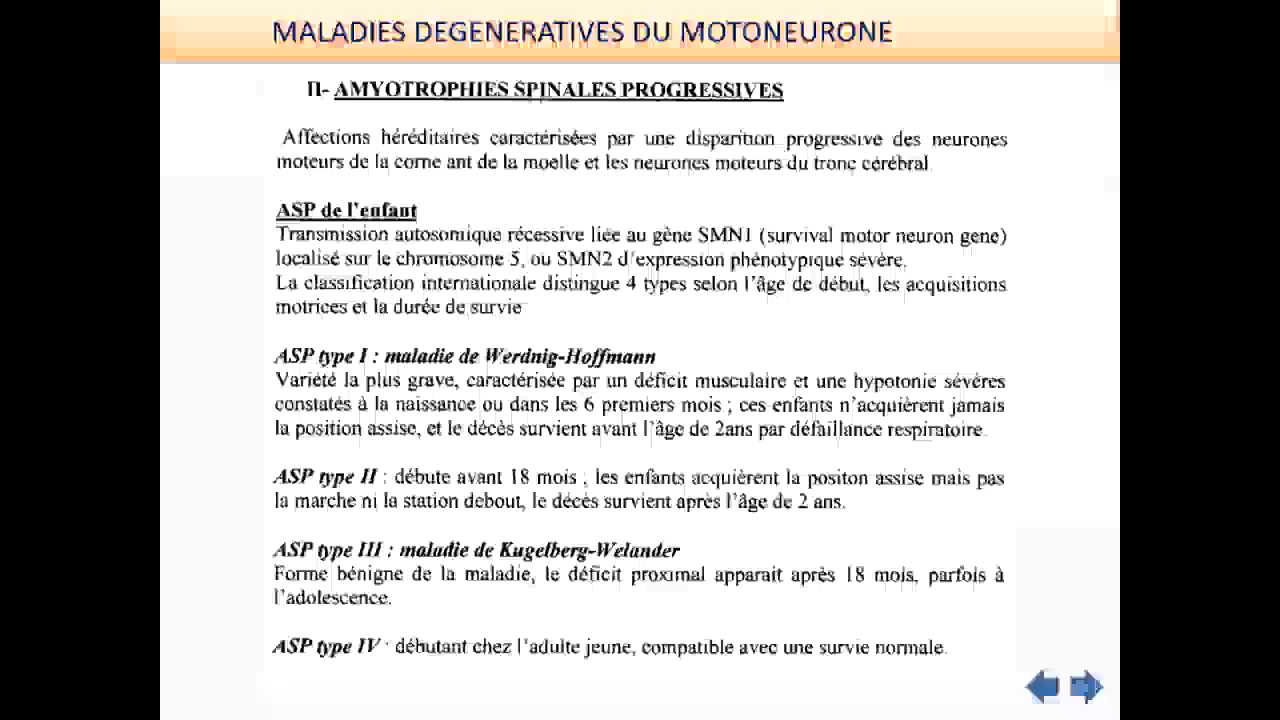 MALADIES DEGENERATIVES DU MOTONEURONE
II- AMYOTROPHIES SPINALES PROGRESSIVES
Affections héréditaires caractérisées par une disparition progressive des neurones
moteurs de la corne ant de la moelle et les neurones moteurs du tronc cérébral
ASP de l'enfant
Transmission autosomique récessive liée au gène SMN1 (survival motor neuron gene)
localisé sur le chromosome 5, ou SMN2 d'expression phénotypique sévère.
La classification internationale distingue 4 types selon l'âge de début, les acquisitions
motrices et la durée de survie
ASP type I : maladie de Werdnig-Hoffmann
Variété la plus grave, caractérisée par un déficit musculaire et une hypotonie sévères
constatés à la naissance ou dans les 6 premiers mois ; ces enfants n'acquièrent jamais
la position assise, et le décès survient avant l'âge de 2ans par défaillance respiratoire.
ASP type II : débute avant 18 mois ; les enfants acquièrent la positon assise mais pas
la marche ni la station debout, le décès survient après l'âge de 2 ans.
ASP type III : maladie de Kugelberg-Welander
Forme bénigne de la maladie, le déficit proximal apparait après 18 mois, parfois à
l'adolescence.
ASP type IV : débutant chez l'adulte jeune, compatible avec une survie normale.